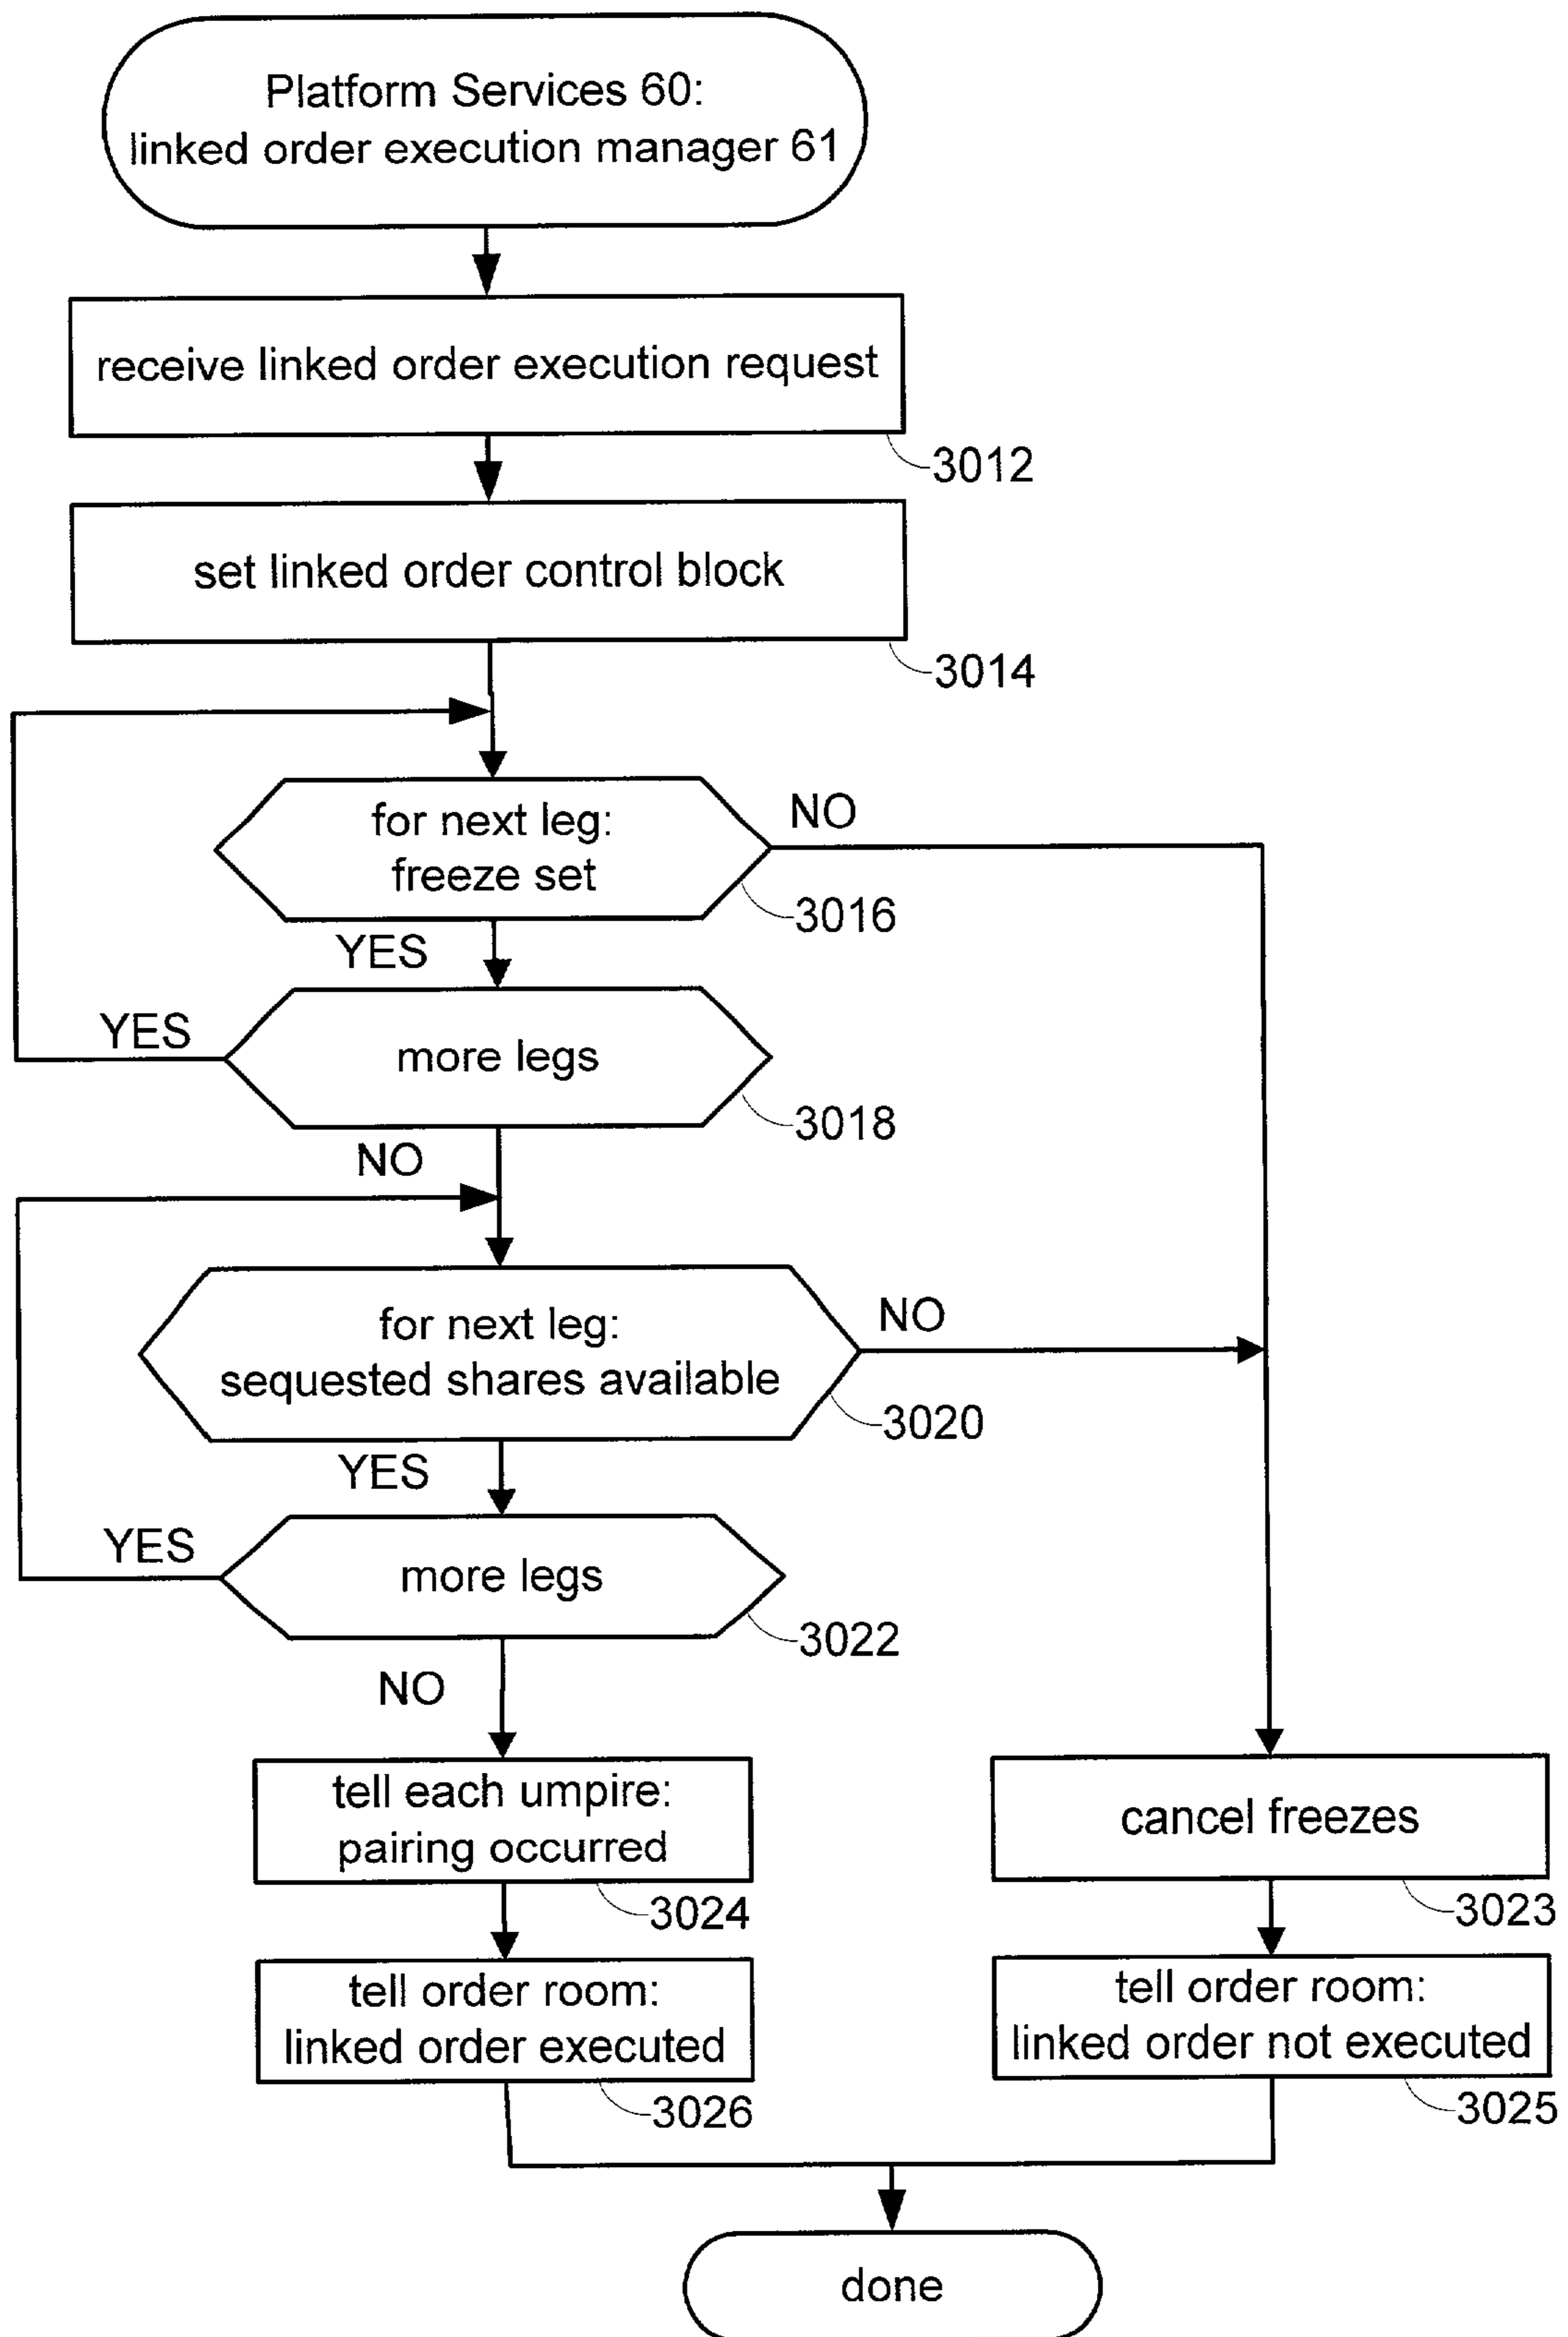 Platform Services 60:
linked order execution manager 61
receive linked order execution request
3012
set linked order control block
3014
for next leg:
freeze set
NO
3016
YES
more legs
YES
3018
NO
for next leg:
sequested shares available
NO
3020
YES
more legs
YES
3022
NO
tell each umpire:
pairing occurred
3024
cancel freezes
3023
tell order room:
linked order executed
3026
tell order room:
linked order not executed
3025
done